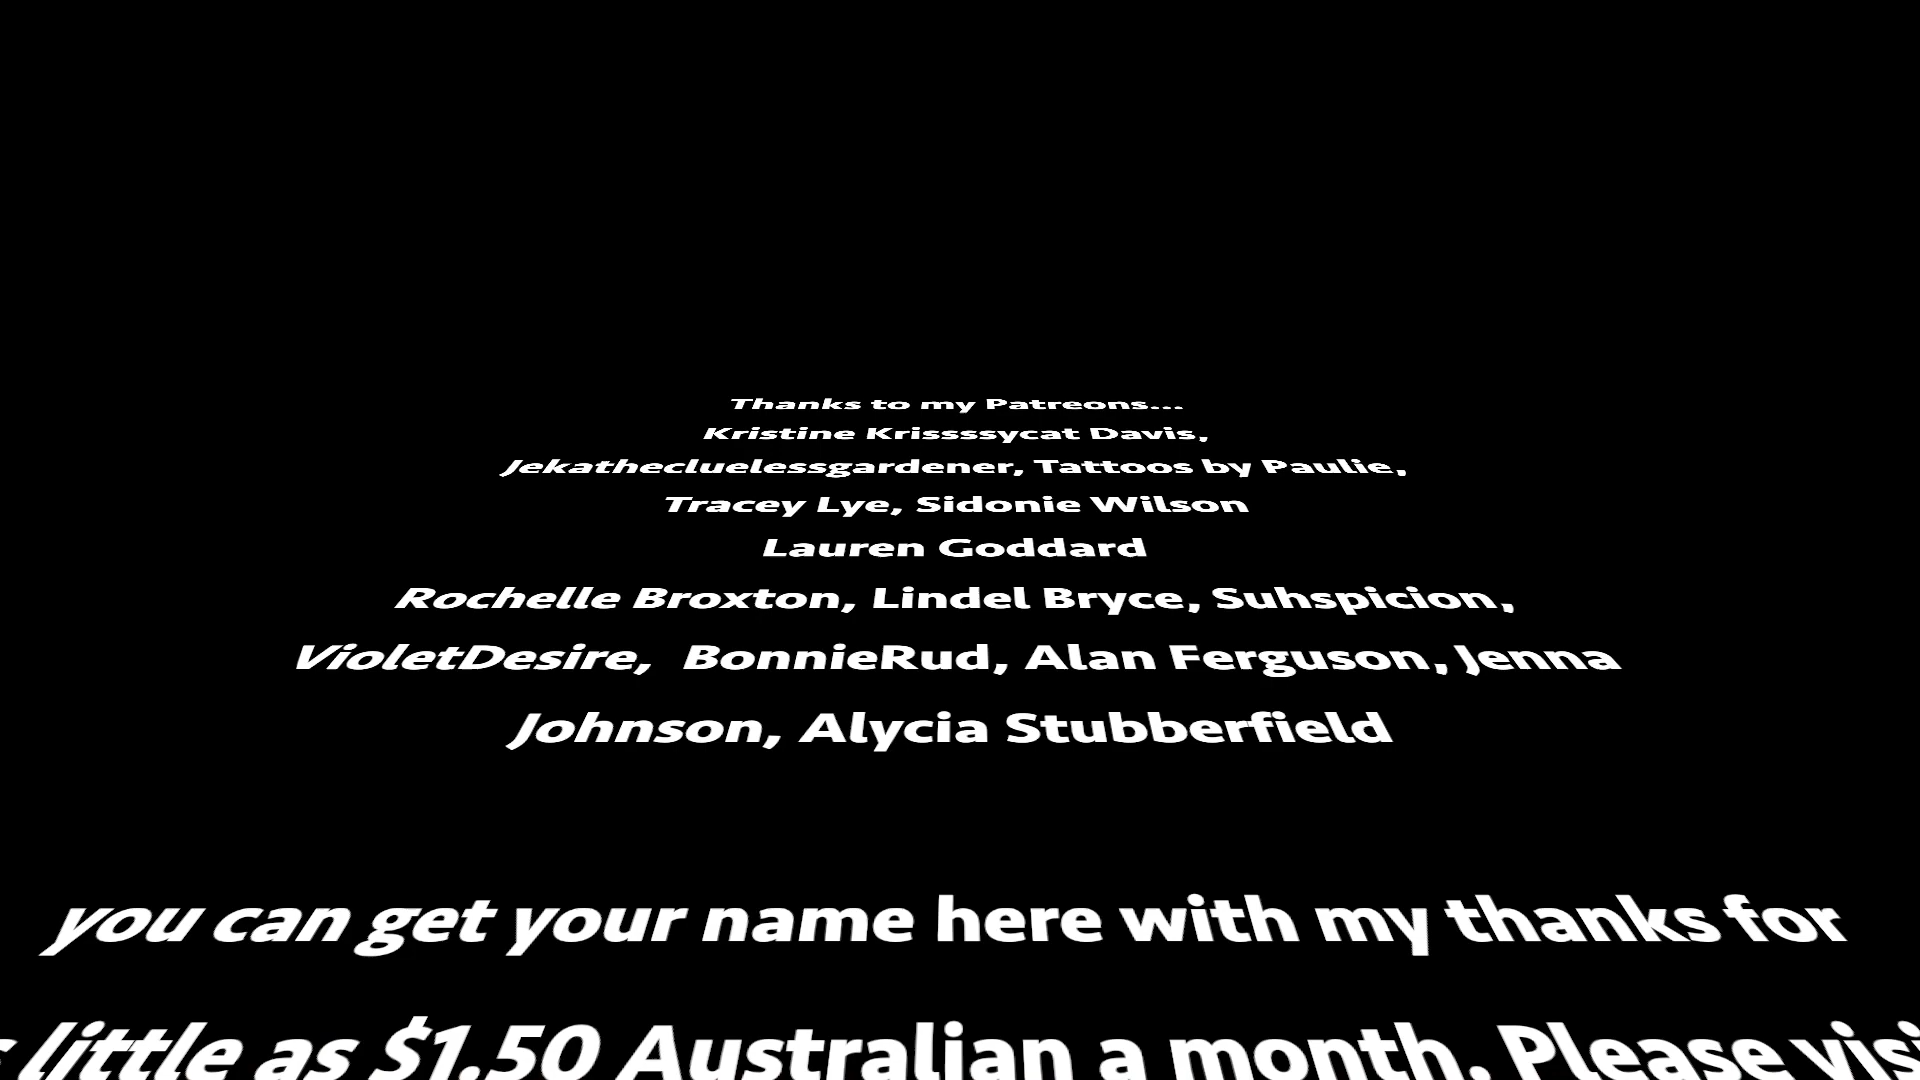 Thanks to my Patreons...
Kristine Krissssycat Davis,
Jekathecluelessgardener, Tattoos by Paulie,
Tracey Lye, Sidonie Wilson
Lauren Goddard
Rochelle Broxton, Lindel Bryce, Suhspicion,
VioletDesire, BonnieRud, Alan Ferguson, Jenna
Johnson, Alycia Stubberfield
you can get your name here with my thanks for
little as $1.50 Australian a month. Please